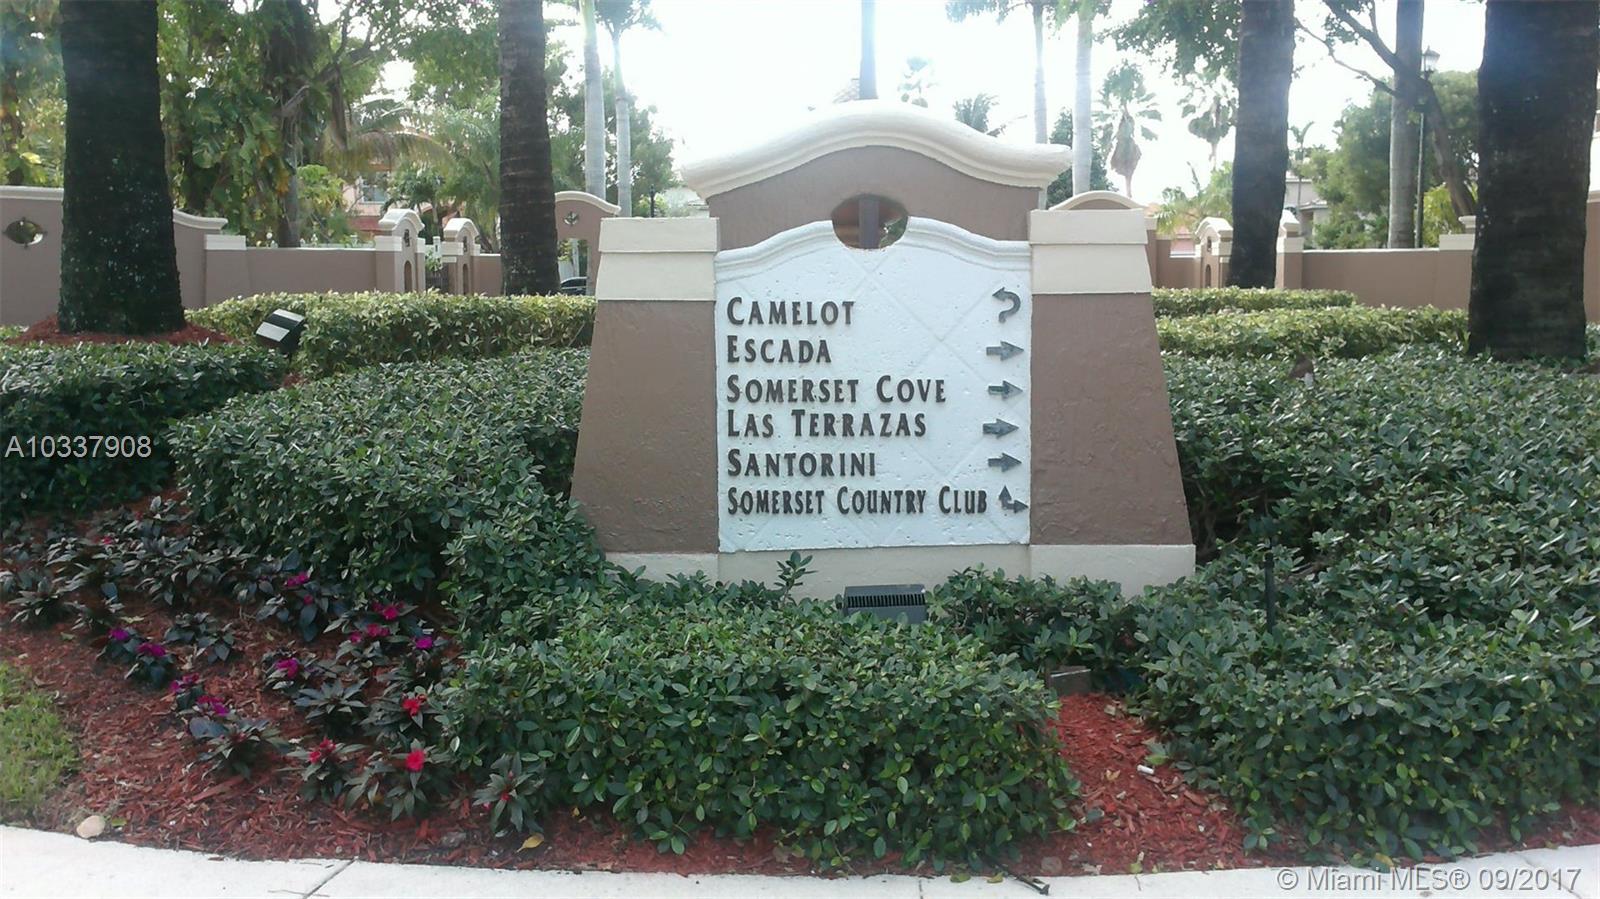 CAMELOT
ESCADA
SOMERSET COVE
LAS TERRAZAS
SANTORINI
SOMERSET COUNTRY CLUB
A10337908
© Miami MLS® 09/2017